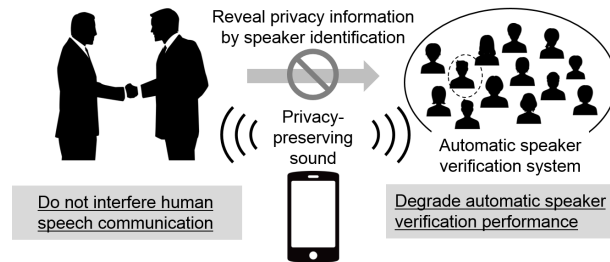 Reveal privacy information
by speaker identification
Privacy-
preserving
sound
Automatic speaker
verification system
Do not interfere human
speech communication
Degrade automatic speaker
verification performance